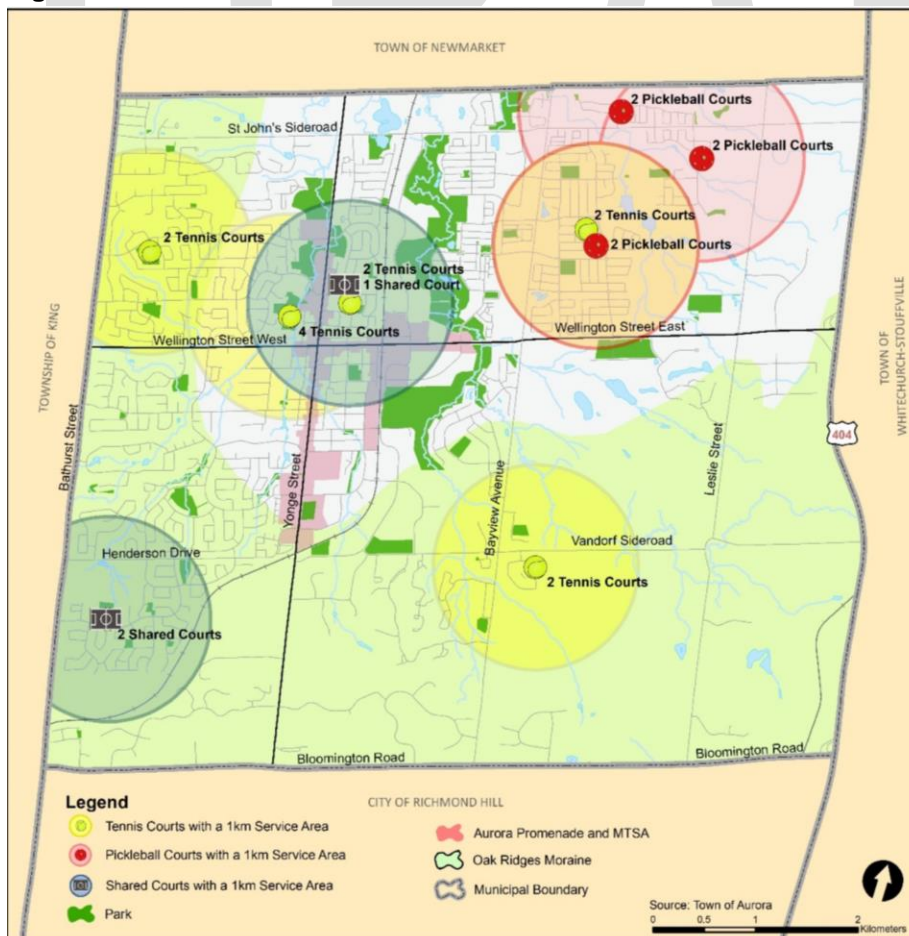 TOWN OF NEWMARKET
2 Pickleball Courts
St John's Sideroad
2 Pickleball Courts
2 Tennis Courts
2 Tennis Courts
2 Pickleball Courts
2 Tennis Courts
1 Shared Court
4 Tennis Courts
Wellington Street East
Wellington Street West
TOWNSHIP OF KING
TOWN OF
WHITECHURCH-STOUFFVILLE
404
Bathurst Street
Yonge Street
Bayview Avenue
Leslie Street
Henderson Drive
Vandorf Sideroad
2 Tennis Courts
2 Shared Courts
Bloomington Road
Bloomington Road
CITY OF RICHMOND HILL
Legend
Tennis Courts with a 1km Service Area
Pickleball Courts with a 1km Service Area
Shared Courts with a 1km Service Area
Park
Aurora Promenade and MTSA
Oak Ridges Moraine
Municipal Boundary
Source: Town of Aurora
0 0.5 1 2
Kilometers